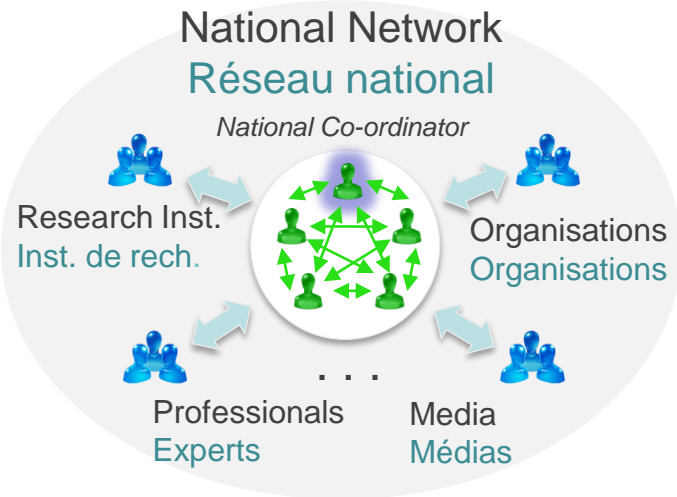 National Network
Réseau national
National Co-ordinator
Research Inst.
Inst. de rech.
Organisations
Organisations
. . .
Professionals
Experts
Media
Médias